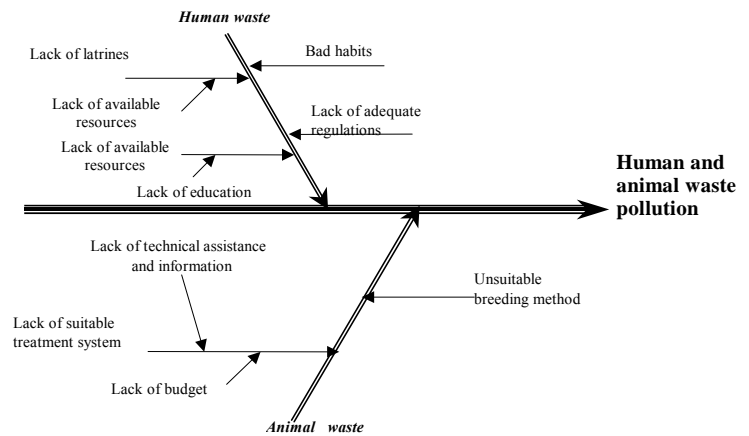 Human waste
Lack of latrines
Bad habits
Lack of available
resources
Lack of adequate
regulations
Lack of available
resources
Lack of education
Human and
animal waste
pollution
Lack of technical assistance
and information
Unsuitable
breeding method
Lack of suitable
treatment system
Lack of budget
Animal waste